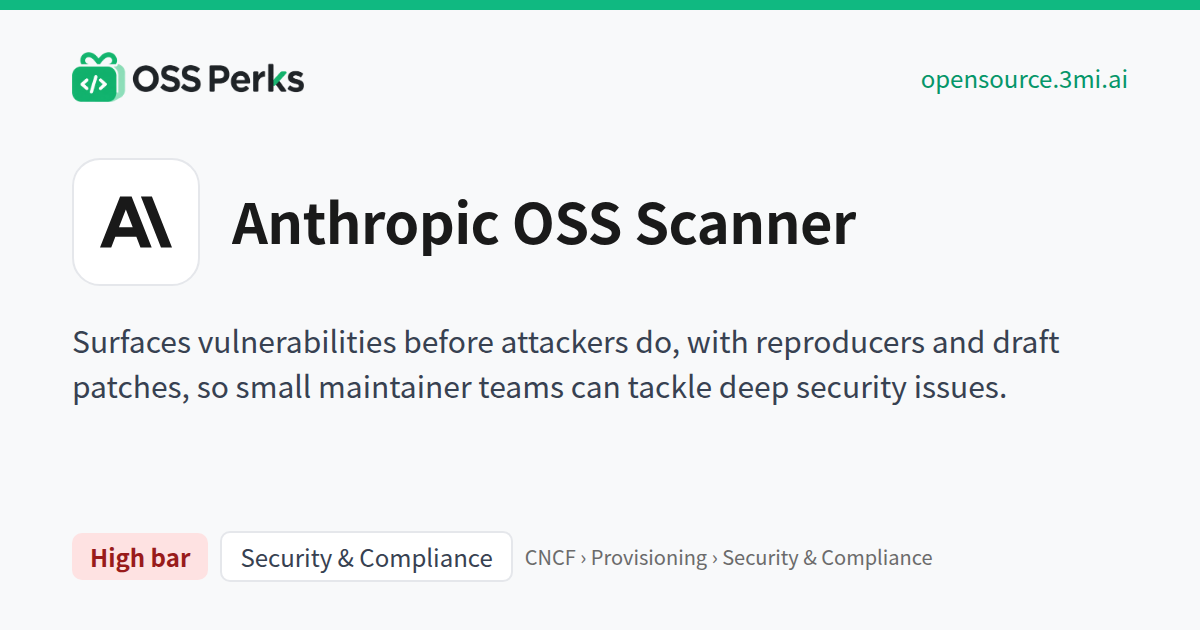 </> OSS Perks
opensource.3mi.ai
Anthropic OSS Scanner
Surfaces vulnerabilities before attackers do, with reproducers and draft
patches, so small maintainer teams can tackle deep security issues.
High bar
Security & Compliance
CNCF › Provisioning › Security & Compliance